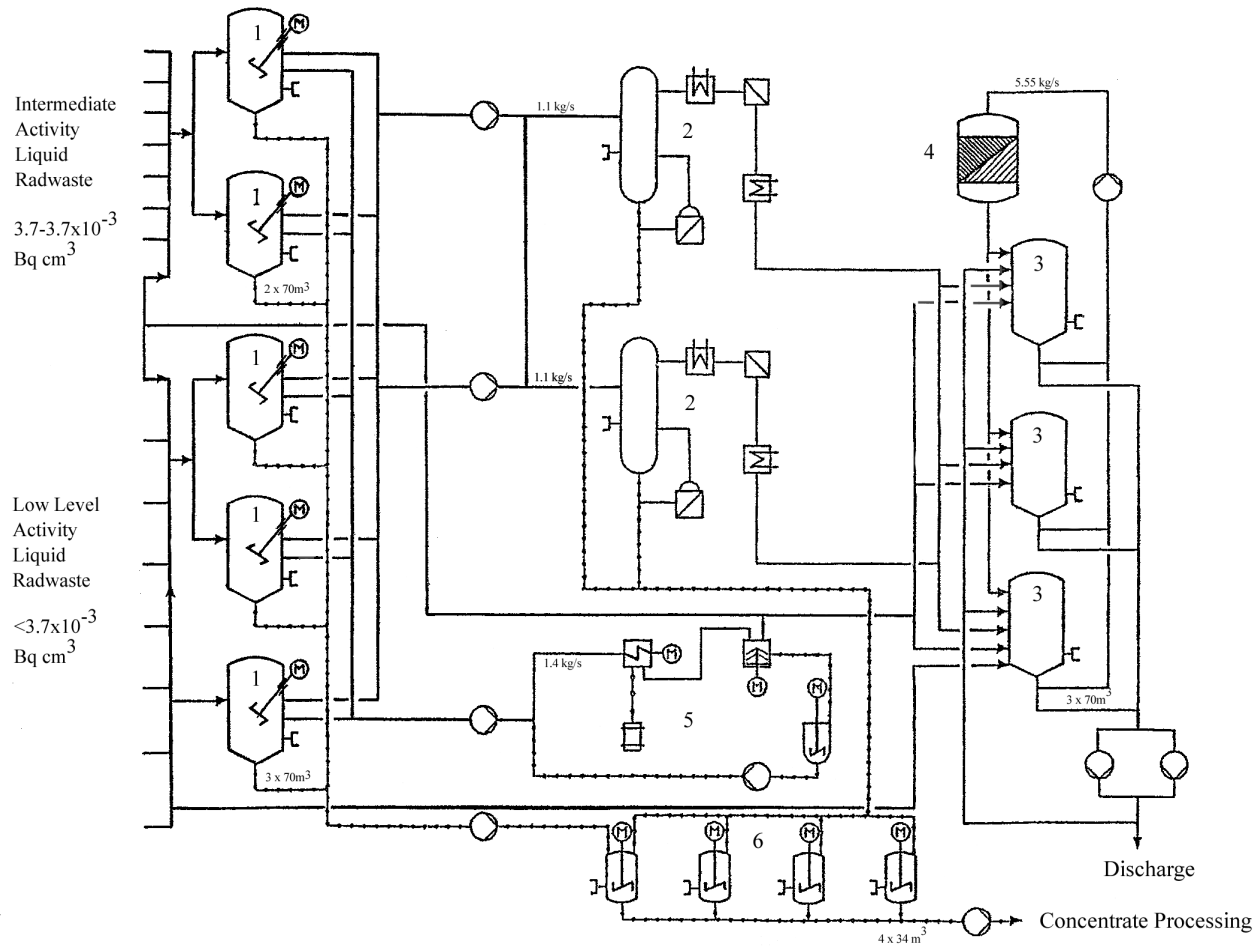 Intermediate
Activity
Liquid
Radwaste
3.7-3.7x10⁻³
Bq cm³
Low Level
Activity
Liquid
Radwaste
<3.7x10⁻³
Bq cm³
1
M
1
M
2 x 70m³
1
M
1
M
1
M
3 x 70m³
1.1 kg/s
2
1.1 kg/s
2
5.55 kg/s
4
3
3
3
3 x 70m³
1.4 kg/s
M
M
M
5
6
M
M
M
M
4 x 34 m³
Discharge
Concentrate Processing